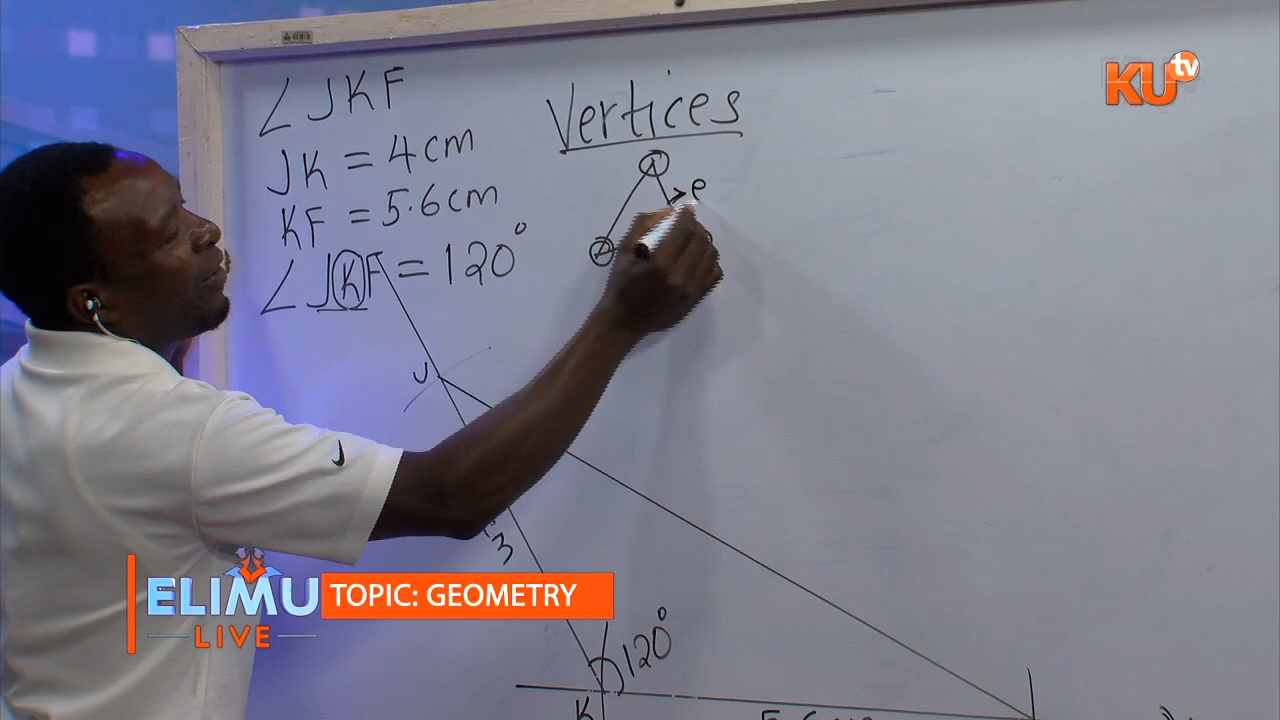 ∠JKF
JK = 4cm
KF = 5.6cm
∠JKF = 120°
Vertices
e
J
3
120°
K
KU tv
ELIMU
LIVE
TOPIC: GEOMETRY